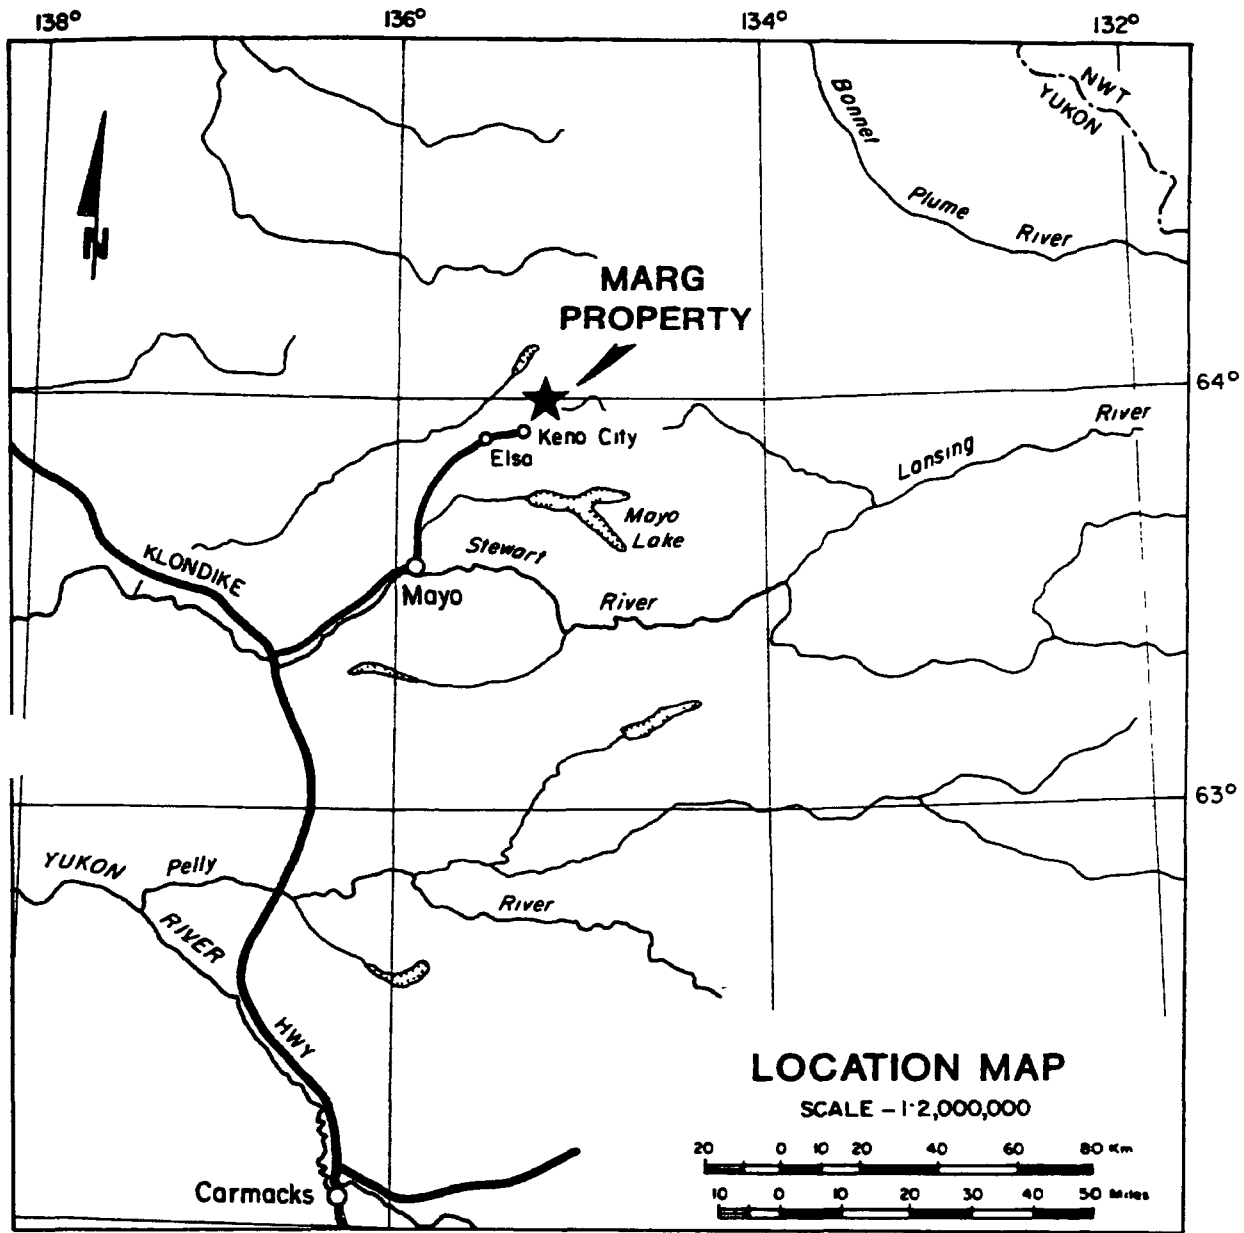 138° 136° 134° 132°
NWT
YUKON
Bonnet
Plume
River
N
MARG
PROPERTY
64°
River
Lansing
Keno City
Elsa
Mayo
Lake
Stewart
KLONDIKE
Mayo
River
63°
YUKON
Pelly
River
RIVER
HWY
LOCATION MAP
SCALE - 1:2,000,000
20 0 10 20 40 60 80 Km
Carmacks
10 0 10 20 30 40 50 Miles